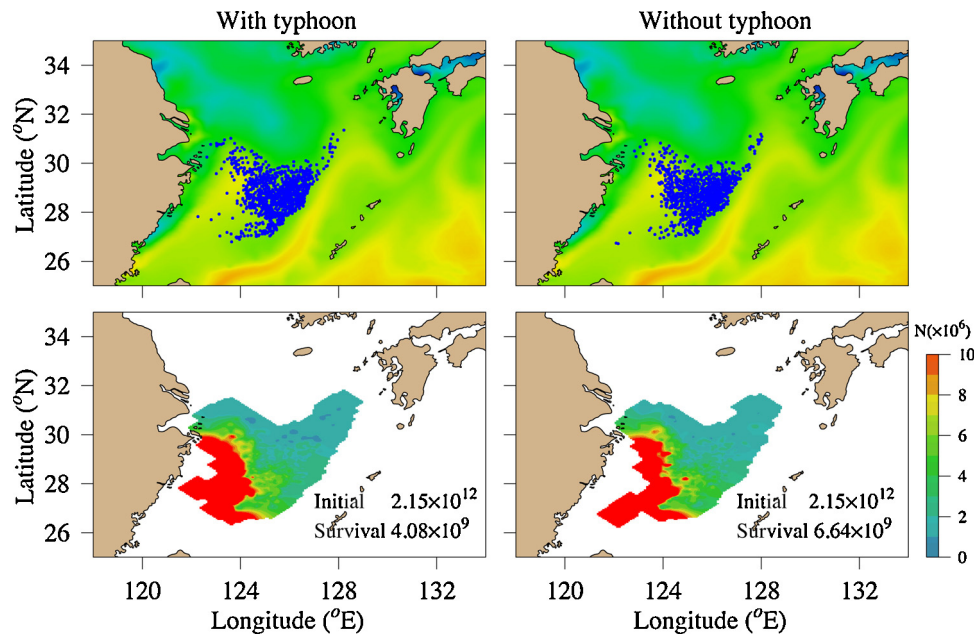 With typhoon
Without typhoon
34
32
30
28
26
Latitude (°N)
N(×10⁶)
34
32
30
28
26
Latitude (°N)
Initial 2.15×10¹²
Survival 4.08×10⁹
Initial 2.15×10¹²
Survival 6.64×10⁹
10
8
6
4
2
0
120 124 128 132
120 124 128 132
Longitude (°E)
Longitude (°E)